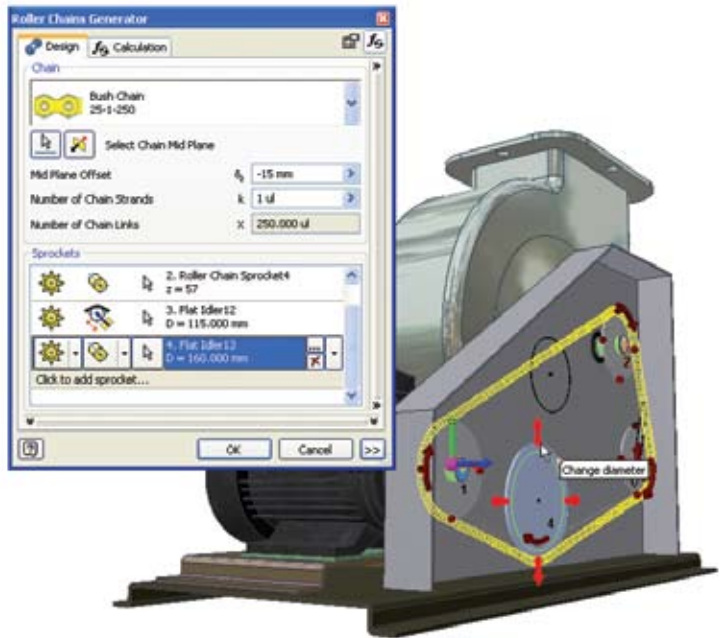 Roller Chains Generator
Design
Calculation
Chain
Bush Chain
25-1-250
Select Chain Mid Plane
Mid Plane Offset
-15 mm
Number of Chain Strands
k
1 ul
Number of Chain Links
X
250.000 ul
Sprockets
2. Roller Chain Sprocket4
z = 57
3. Flat Idler12
D = 115.000 mm
4. Flat Idler13
D = 160.000 mm
...
Click to add sprocket...
?
OK
Cancel
>>
2
Change diameter
1
4